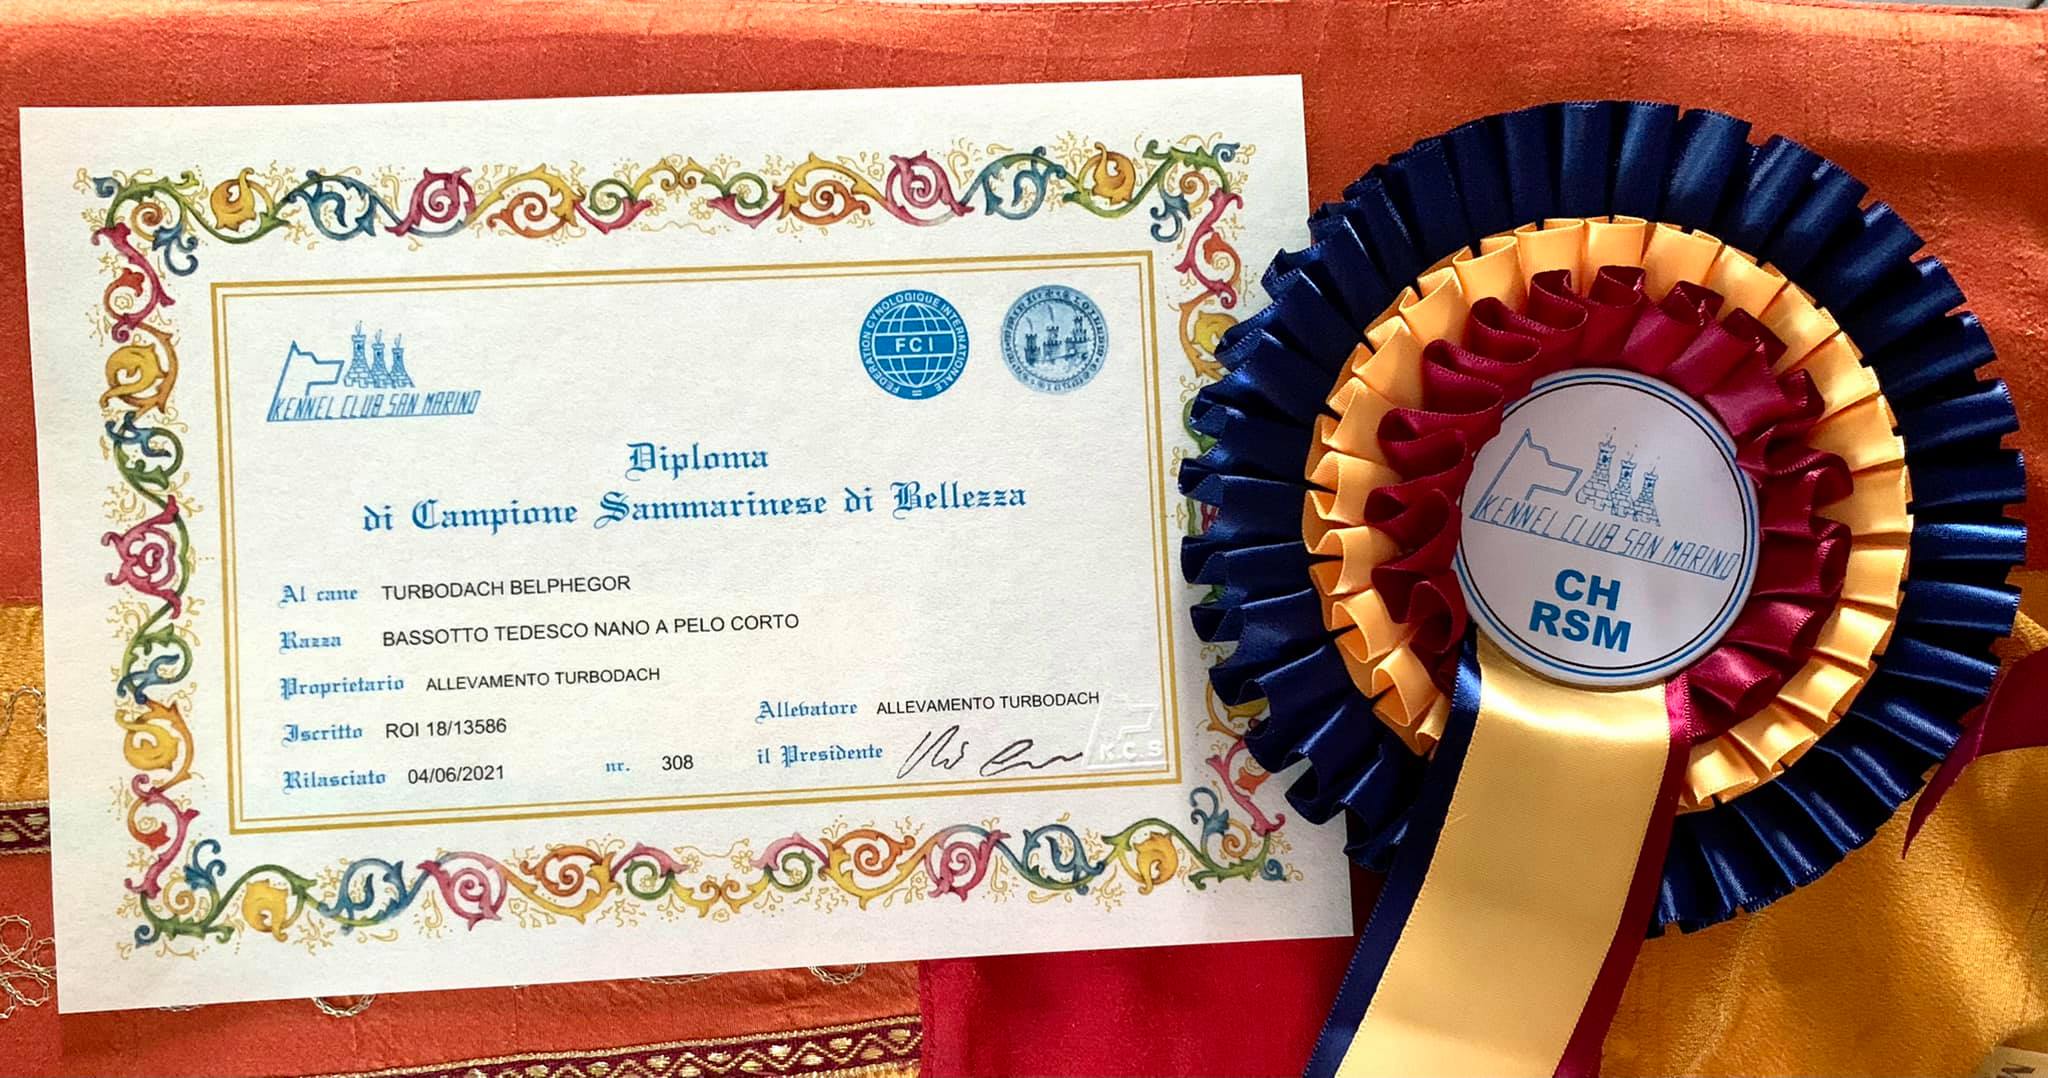 KENNEL CLUB SAN MARINO
FEDERATION CYNOLOGIQUE INTERNATIONALE
FCI
Diploma
di Campione Sammarinese di Bellezza
Al cane TURBODACH BELPHEGOR
Razza BASSOTTO TEDESCO NANO A PELO CORTO
Proprietario ALLEVAMENTO TURBODACH
Iscritto ROI 18/13586
Allevatore ALLEVAMENTO TURBODACH
Rilasciato 04/06/2021 nr. 308
il Presidente
K.C.S
KENNEL CLUB SAN MARINO
CH
RSM